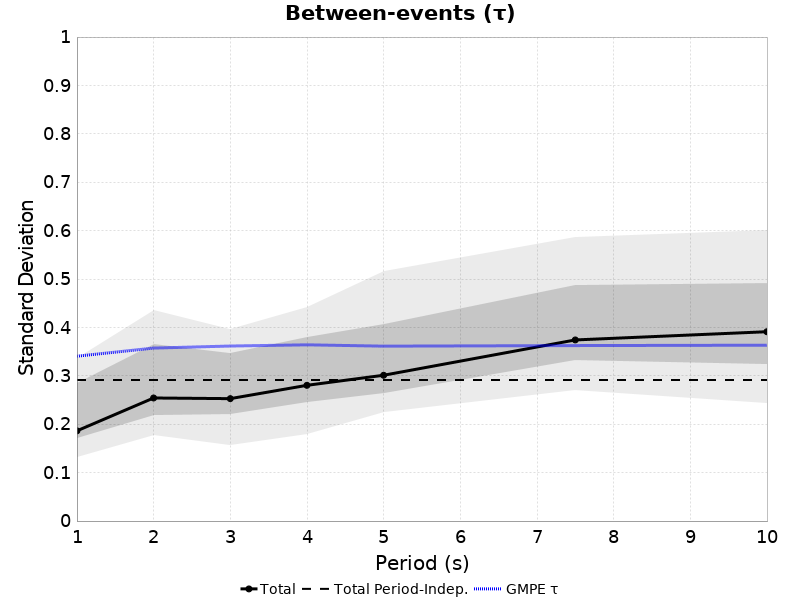 Between-events (τ)
1
0.9
0.8
0.7
0.6
0.5
0.4
0.3
0.2
0.1
0
Standard Deviation
1 2 3 4 5 6 7 8 9 10
Period (s)
Total Total Period-Indep. GMPE τ